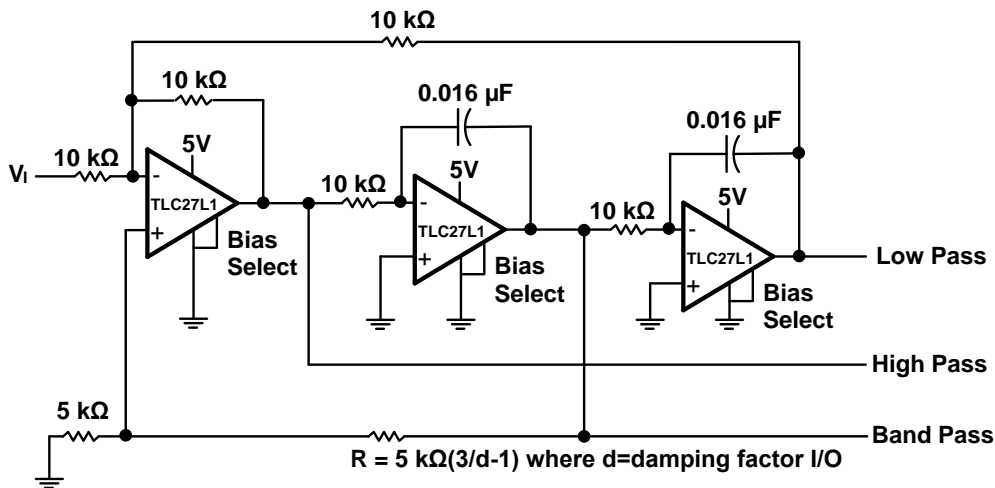 10 kΩ
10 kΩ
0.016 µF
0.016 µF
5V
10 kΩ
VI
-
TLC27L1
+
Bias
Select
5V
10 kΩ
-
TLC27L1
+
Bias
Select
5V
10 kΩ
-
TLC27L1
+
Bias
Select
Low Pass
High Pass
5 kΩ
Band Pass
R = 5 kΩ(3/d-1) where d=damping factor I/O